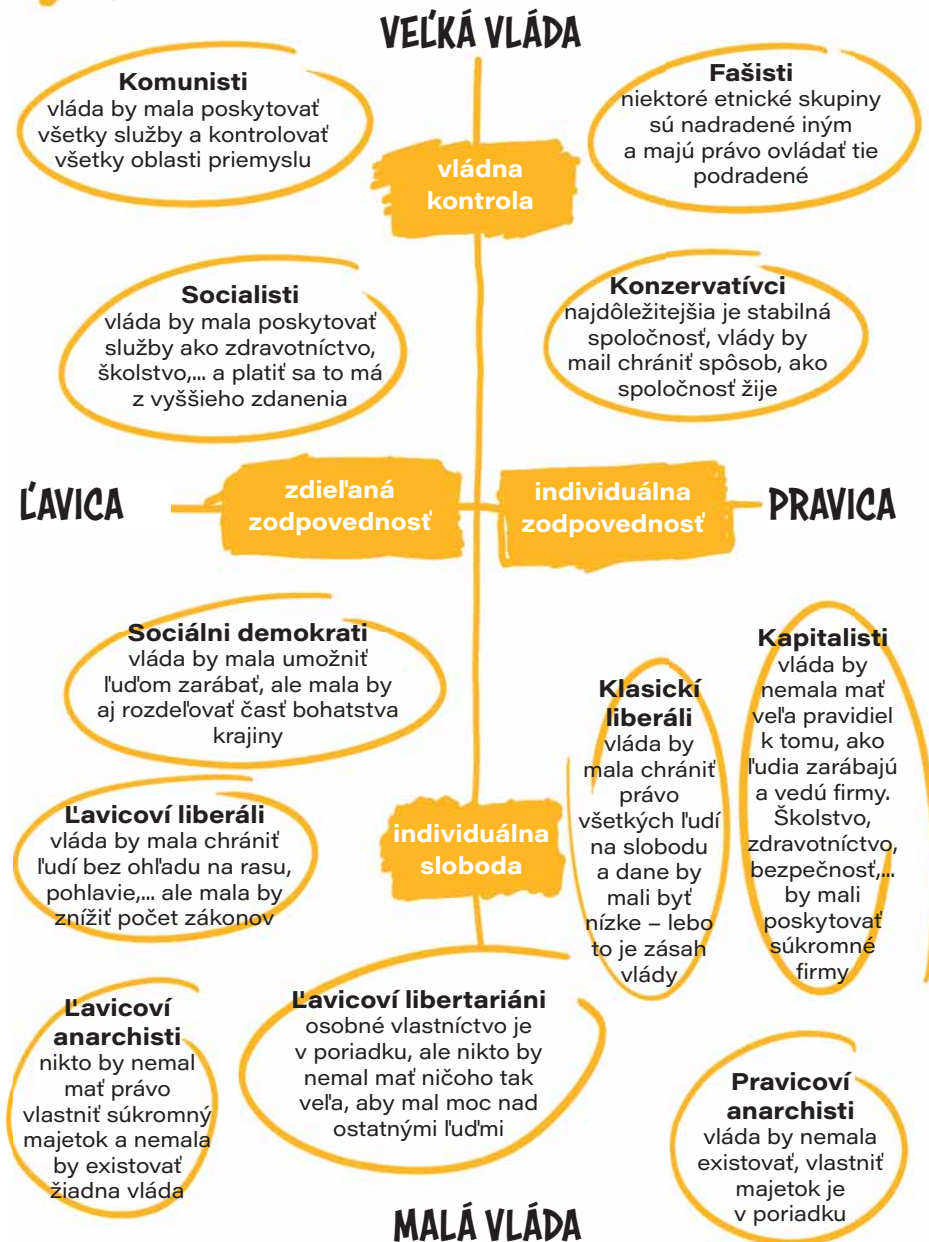 VEĽKÁ VLÁDA
Komunisti
vláda by mala poskytovať
všetky služby a kontrolovať
všetky oblasti priemyslu
Fašisti
niektoré etnické skupiny
sú nadradené iným
a majú právo ovládať tie
podradené
vládna
kontrola
Socialisti
vláda by mala poskytovať
služby ako zdravotníctvo,
školstvo,... a platiť sa to má
z vyššieho zdanenia
Konzervatívci
najdôležitejšia je stabilná
spoločnosť, vlády by
mail chrániť spôsob, ako
spoločnosť žije
ĽAVICA
zdieľaná
zodpovednosť
individuálna
zodpovednosť
PRAVICA
Sociálni demokrati
vláda by mala umožniť
ľuďom zarábať, ale mala by
aj rozdeľovať časť bohatstva
krajiny
Klasickí
liberáli
vláda by
mala chrániť
právo
všetkých ľudí
na slobodu
a dane by
mali byť
nízke – lebo
to je zásah
vlády
Kapitalisti
vláda by
nemala mať
veľa pravidiel
k tomu, ako
ľudia zarábajú
a vedú firmy.
Školstvo,
zdravotníctvo,
bezpečnosť,...
by mali
poskytovať
súkromné
firmy
Ľavicoví liberáli
vláda by mala chrániť
ľudí bez ohľadu na rasu,
pohlavie,... ale mala by
znížiť počet zákonov
individuálna
sloboda
Ľavicoví
anarchisti
nikto by nemal
mať právo
vlastniť súkromný
majetok a nemala
by existovať
žiadna vláda
Ľavicoví libertariáni
osobné vlastníctvo je
v poriadku, ale nikto by
nemal mať ničoho tak
veľa, aby mal moc nad
ostatnými ľuďmi
Pravicoví
anarchisti
vláda by nemala
existovať, vlastniť
majetok je
v poriadku
MALÁ VLÁDA